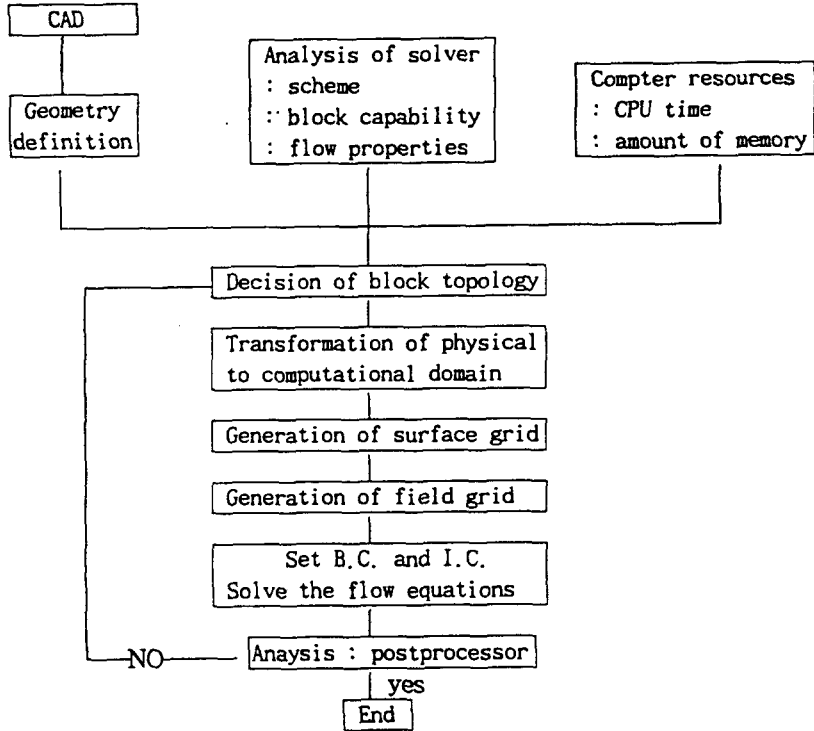 CAD
Geometry
definition
Analysis of solver
: scheme
: block capability
: flow properties
Compter resources
: CPU time
: amount of memory
Decision of block topology
Transformation of physical
to computational domain
Generation of surface grid
Generation of field grid
Set B.C. and I.C.
Solve the flow equations
Anaysis : postprocessor
NO
yes
End